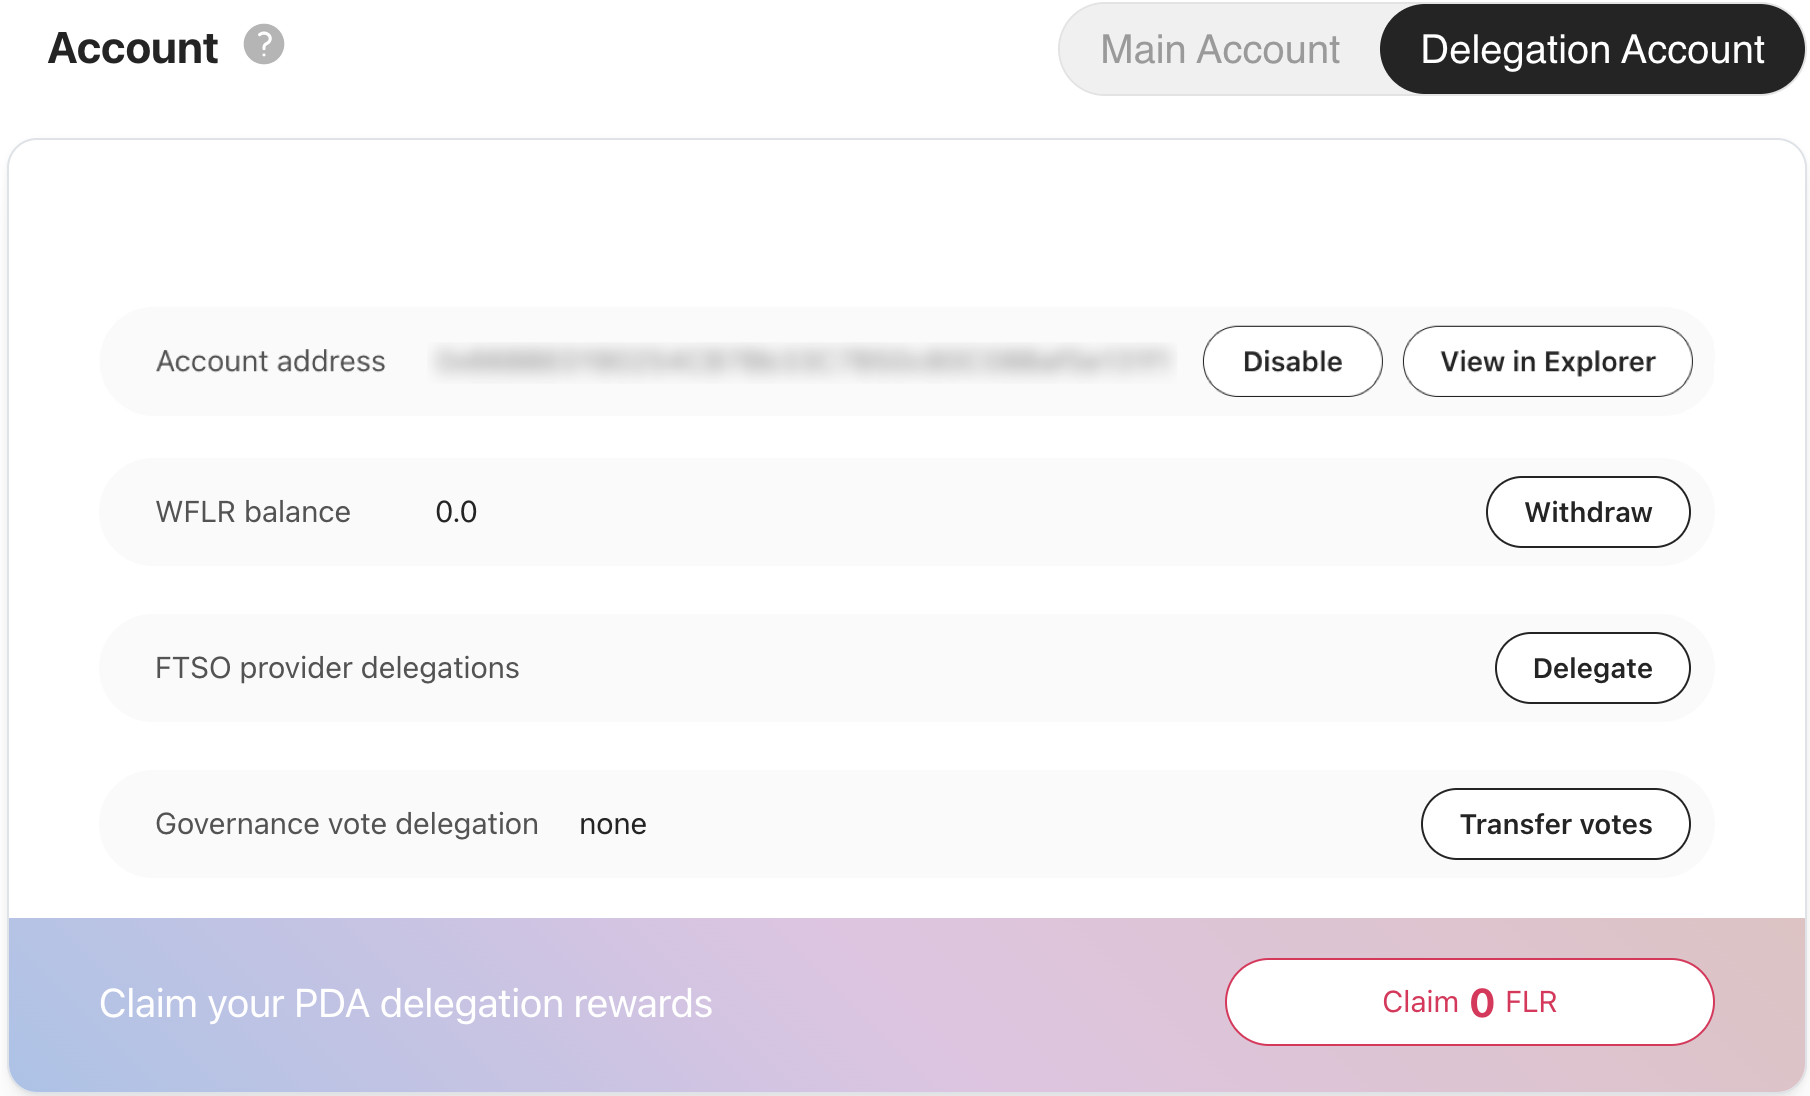 Account ?
Main Account
Delegation Account
Account address
Disable
View in Explorer
WFLR balance 0.0
Withdraw
FTSO provider delegations
Delegate
Governance vote delegation none
Transfer votes
Claim your PDA delegation rewards
Claim 0 FLR